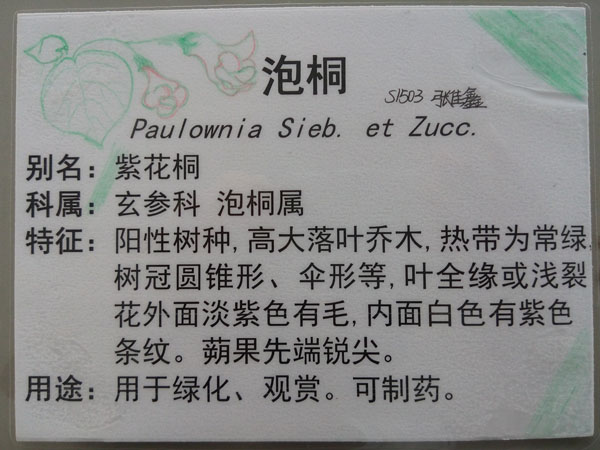 泡桐
S1503 张维鑫
Paulownia Sieb. et Zucc.
别名：紫花桐
科属：玄参科 泡桐属
特征：阳性树种,高大落叶乔木,热带为常绿,
树冠圆锥形、伞形等,叶全缘或浅裂
花外面淡紫色有毛,内面白色有紫色
条纹。蒴果先端锐尖。
用途：用于绿化、观赏。可制药。